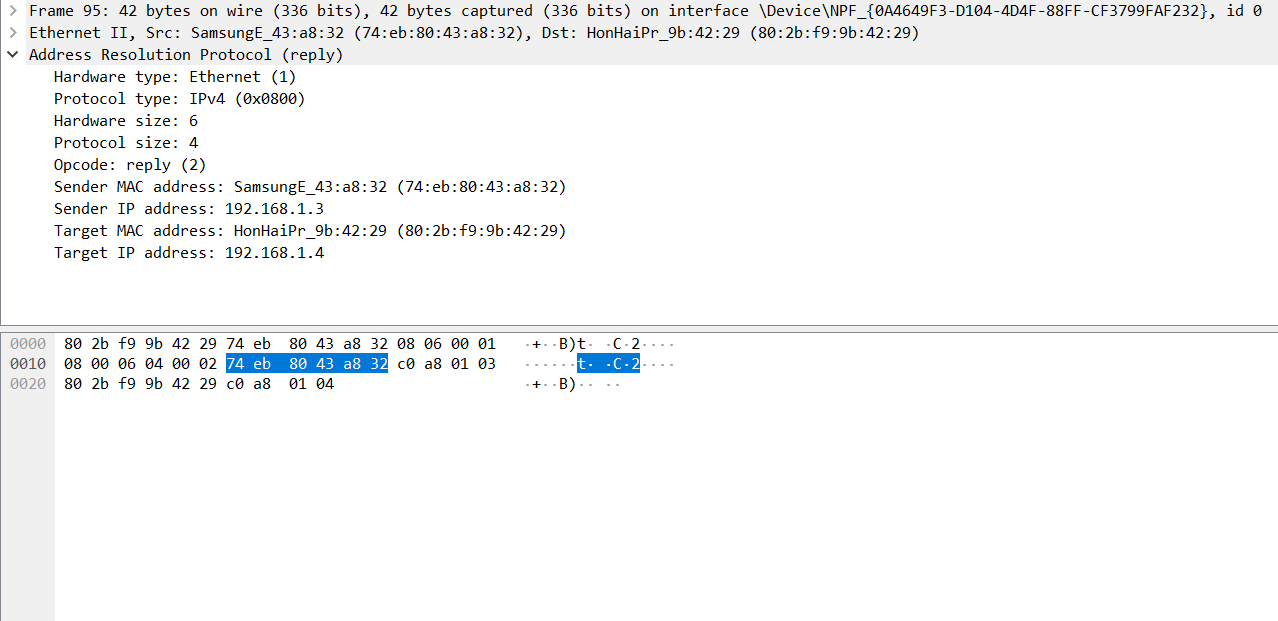 Frame 95: 42 bytes on wire (336 bits), 42 bytes captured (336 bits) on interface \Device\NPF_{0A4649F3-D104-4D4F-88FF-CF3799FAF232}, id 0
Ethernet II, Src: SamsungE_43:a8:32 (74:eb:80:43:a8:32), Dst: HonHaiPr_9b:42:29 (80:2b:f9:9b:42:29)
Address Resolution Protocol (reply)
Hardware type: Ethernet (1)
Protocol type: IPv4 (0x0800)
Hardware size: 6
Protocol size: 4
Opcode: reply (2)
Sender MAC address: SamsungE_43:a8:32 (74:eb:80:43:a8:32)
Sender IP address: 192.168.1.3
Target MAC address: HonHaiPr_9b:42:29 (80:2b:f9:9b:42:29)
Target IP address: 192.168.1.4
0000 80 2b f9 9b 42 29 74 eb 80 43 a8 32 08 06 00 01 ·+··B)t· ·C·2····
0010 08 00 06 04 00 02 74 eb 80 43 a8 32 c0 a8 01 03 ······t· ·C·2····
0020 80 2b f9 9b 42 29 c0 a8 01 04 ·+··B)·· ··